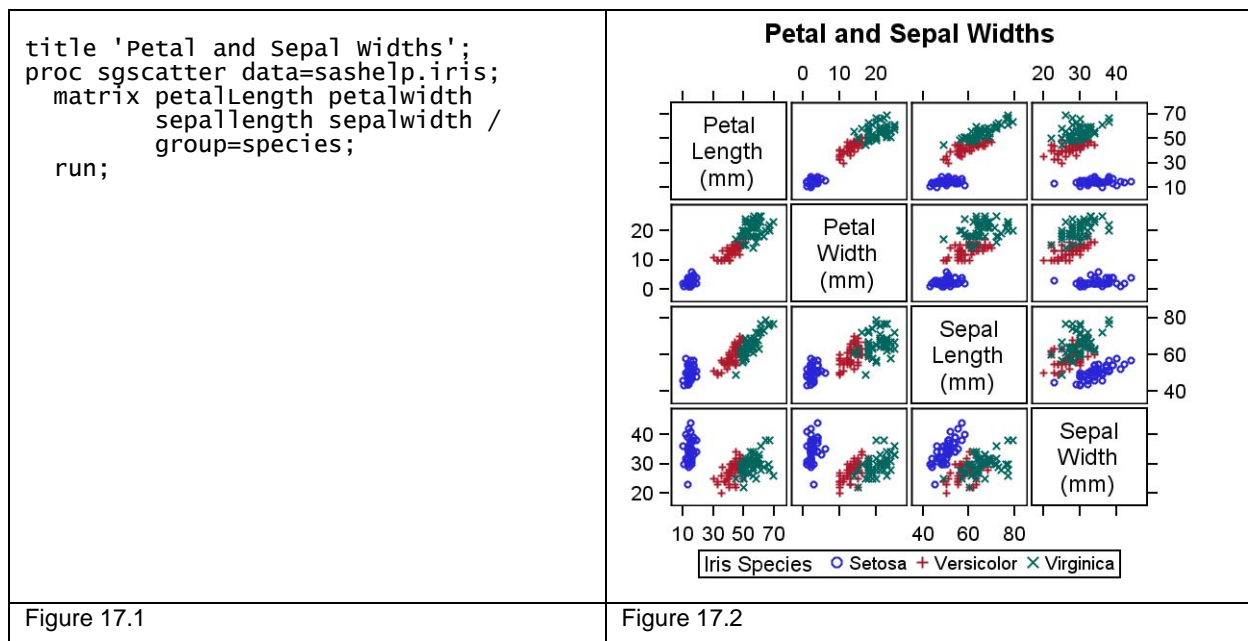 title 'Petal and Sepal Widths';
proc sgscatter data=sashelp.iris;
matrix petalLength petalwidth
sepallength sepalwidth /
group=species;
run;
Figure 17.1
Petal and Sepal Widths
0 10 20 20 30 40
Petal
Length
(mm)
70
50
30
10
20
10
0
Petal
Width
(mm)
Sepal
Length
(mm)
80
60
40
40
30
20
Sepal
Width
(mm)
10 30 50 70 40 60 80
Iris Species Setosa Versicolor Virginica
Figure 17.2